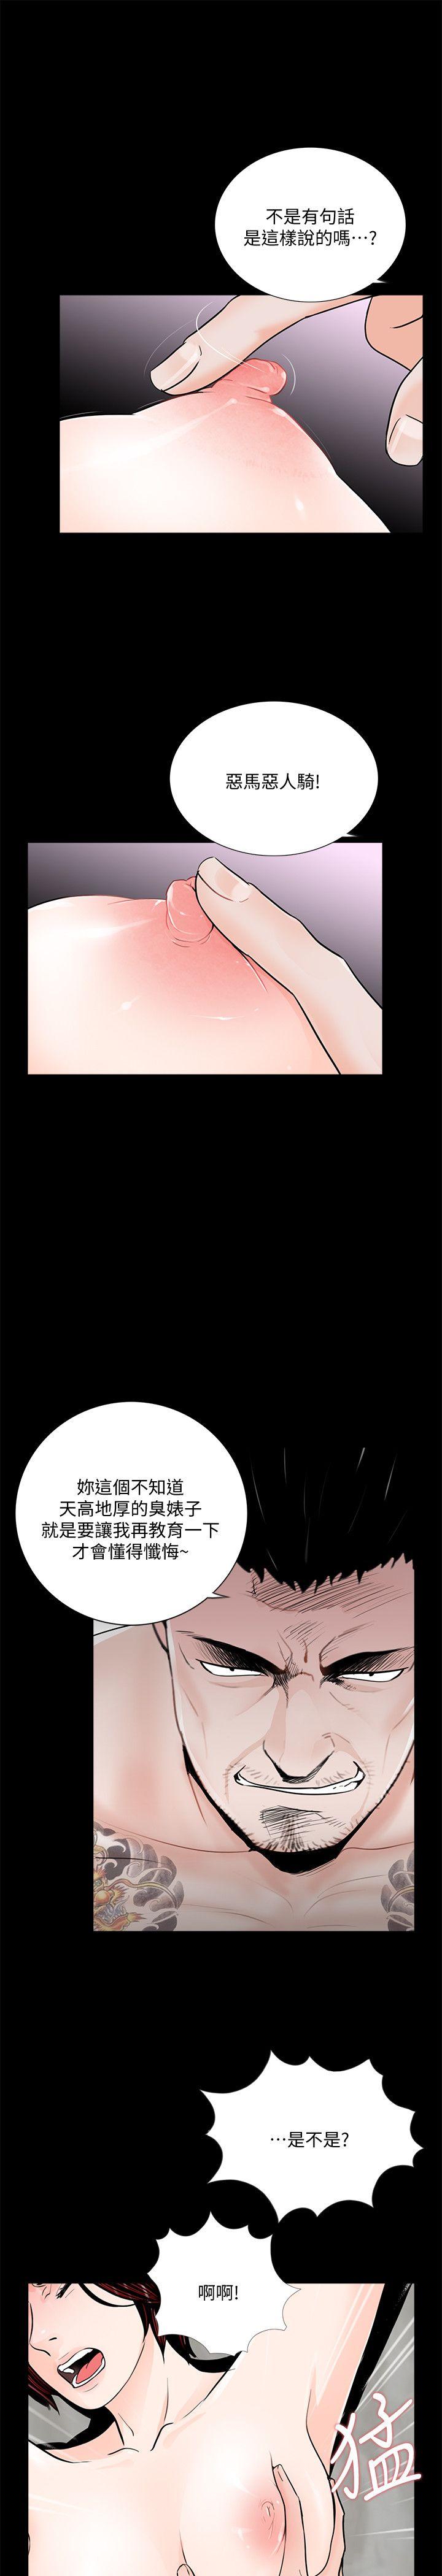 不是有句話
是這樣說的嗎…?
惡馬惡人騎!
妳這個不知道
天高地厚的臭婊子
就是要讓我再教育一下
才會懂得懺悔~
…是不是?
啊啊!
猛